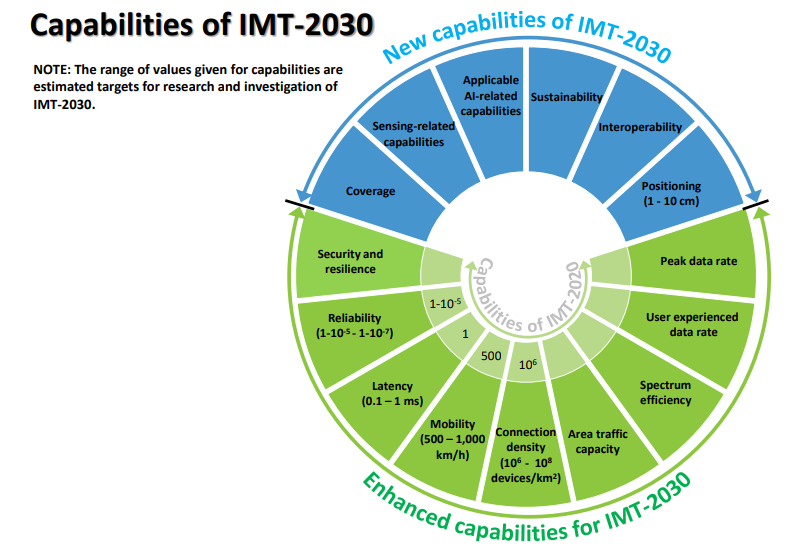 Capabilities of IMT-2030
NOTE: The range of values given for capabilities are
estimated targets for research and investigation of
IMT-2030.
New capabilities of IMT-2030
Coverage
Sensing-related
capabilities
Applicable
AI-related
capabilities
Sustainability
Interoperability
Positioning
(1 - 10 cm)
Security and
resilience
Reliability
(1-10⁻⁵ - 1-10⁻⁷)
Latency
(0.1 – 1 ms)
Mobility
(500 – 1,000
km/h)
Connection
density
(10⁶ - 10⁸
devices/km²)
Area traffic
capacity
Spectrum
efficiency
User experienced
data rate
Peak data rate
1-10⁻⁵
1
500
10⁶
Capabilities of IMT-2020
Enhanced capabilities for IMT-2030